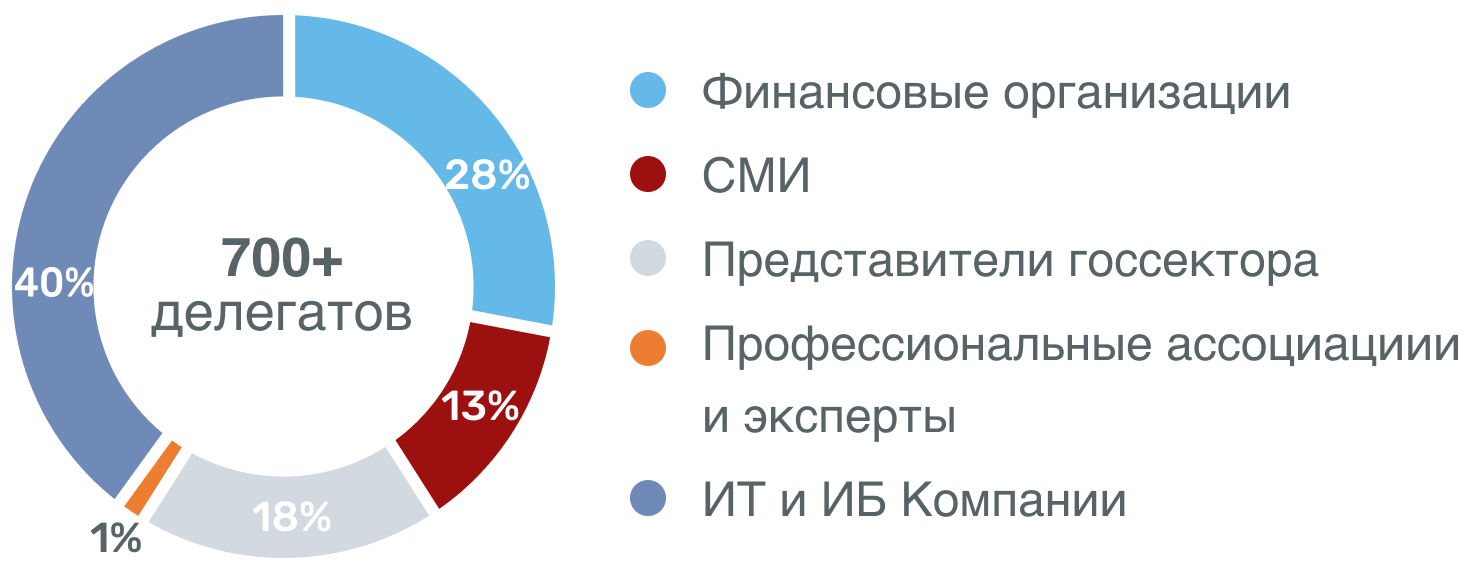 28%
40%
700+
делегатов
13%
18%
1%
Финансовые организации
СМИ
Представители госсектора
Профессиональные ассоциациии
и эксперты
ИТ и ИБ Компании